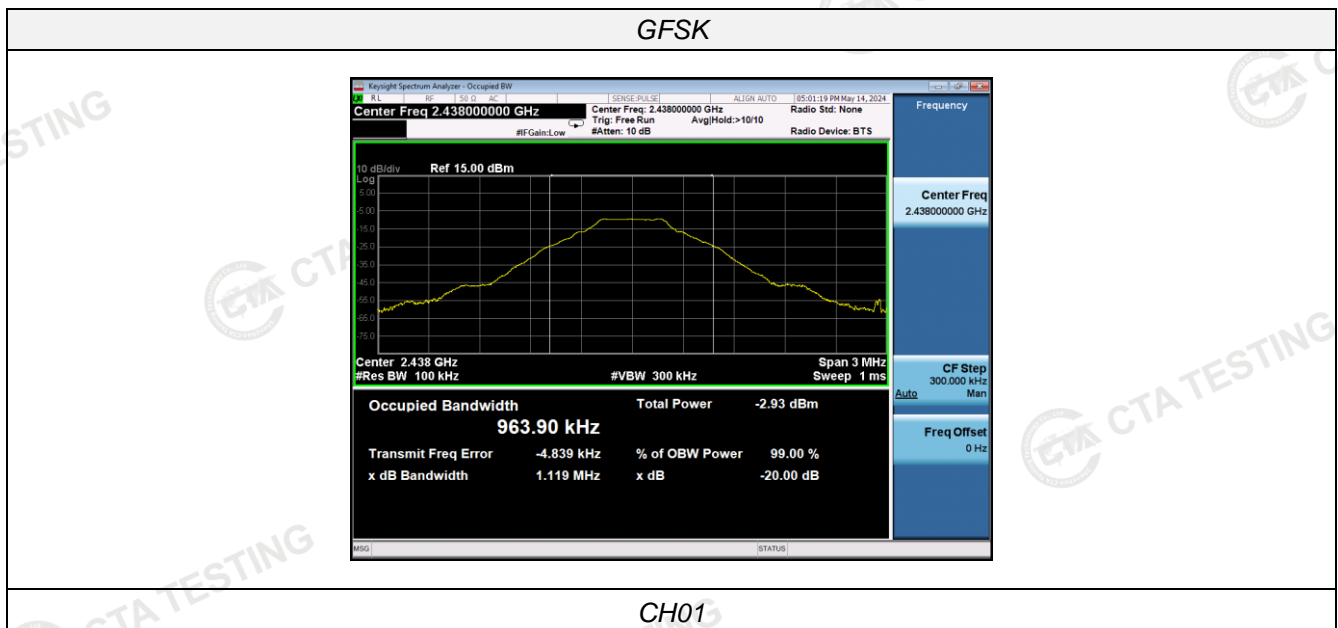 GFSK
Keysight Spectrum Analyzer - Occupied BW
RL RF 50 Ω AC SENSE:PULSE ALIGN AUTO 05:01:19 PM May 14, 2024
Center Freq 2.438000000 GHz Center Freq: 2.438000000 GHz Radio Std: None Frequency
Trig: Free Run Avg|Hold:>10/10
#IFGain:Low #Atten: 10 dB Radio Device: BTS
10 dB/div Ref 15.00 dBm
Log
5.00
-5.00
-15.0
-25.0
-35.0
-45.0
-55.0
-65.0
-75.0
Center Freq
2.438000000 GHz
Center 2.438 GHz Span 3 MHz
#Res BW 100 kHz #VBW 300 kHz Sweep 1 ms
CF Step
300.000 kHz
Auto Man
Occupied Bandwidth Total Power -2.93 dBm
963.90 kHz
Freq Offset
0 Hz
Transmit Freq Error -4.839 kHz % of OBW Power 99.00 %
x dB Bandwidth 1.119 MHz x dB -20.00 dB
MSG STATUS
CH01
STING
CTA
CTA TESTING
CTA TESTING